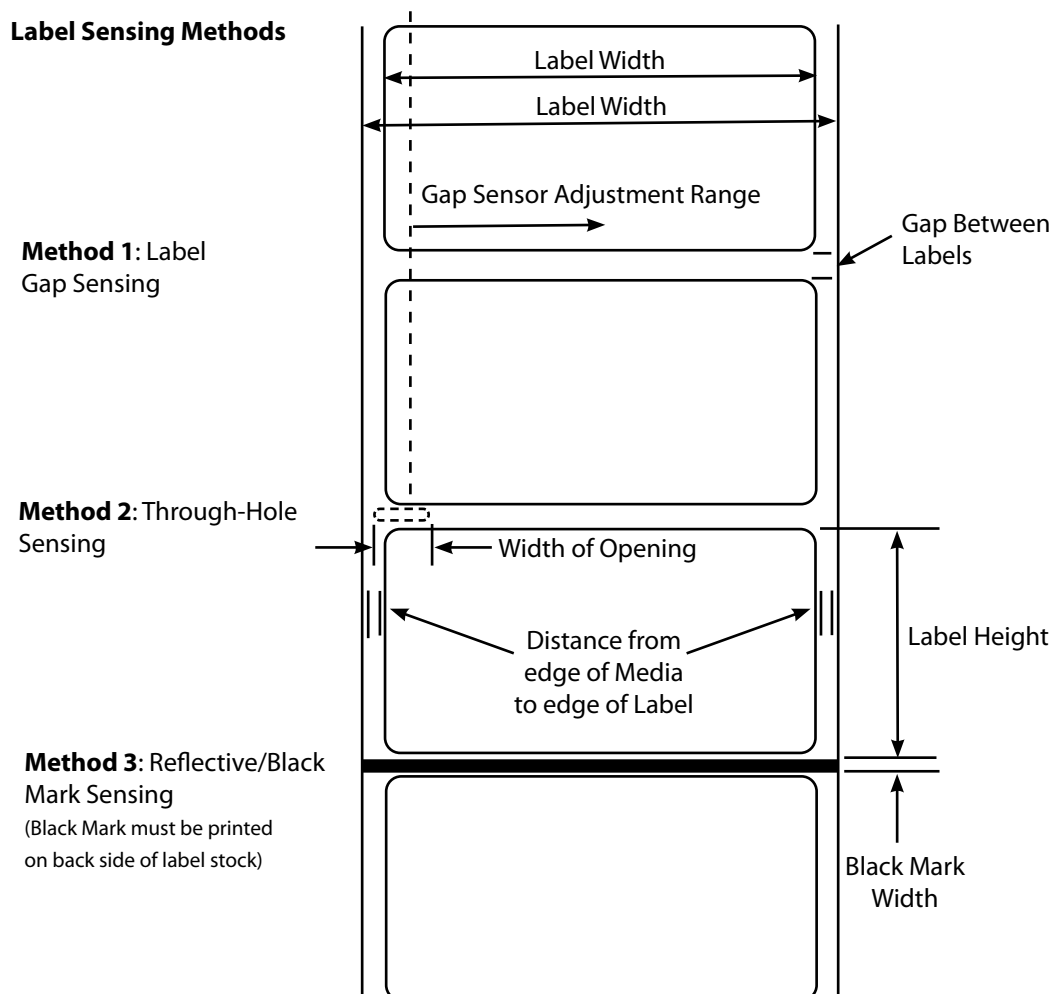 Label Sensing Methods
Label Width
Label Width
Gap Sensor Adjustment Range
Gap Between
Labels
Method 1: Label
Gap Sensing
Method 2: Through-Hole
Sensing
Width of Opening
Distance from
edge of Media
to edge of Label
Label Height
Method 3: Reflective/Black
Mark Sensing
(Black Mark must be printed
on back side of label stock)
Black Mark
Width